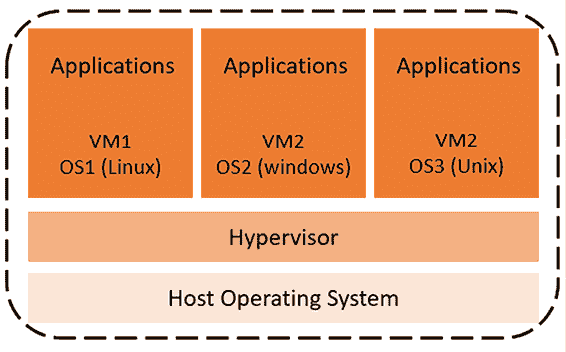 Applications
VM1
OS1 (Linux)
Applications
VM2
OS2 (windows)
Applications
VM2
OS3 (Unix)
Hypervisor
Host Operating System